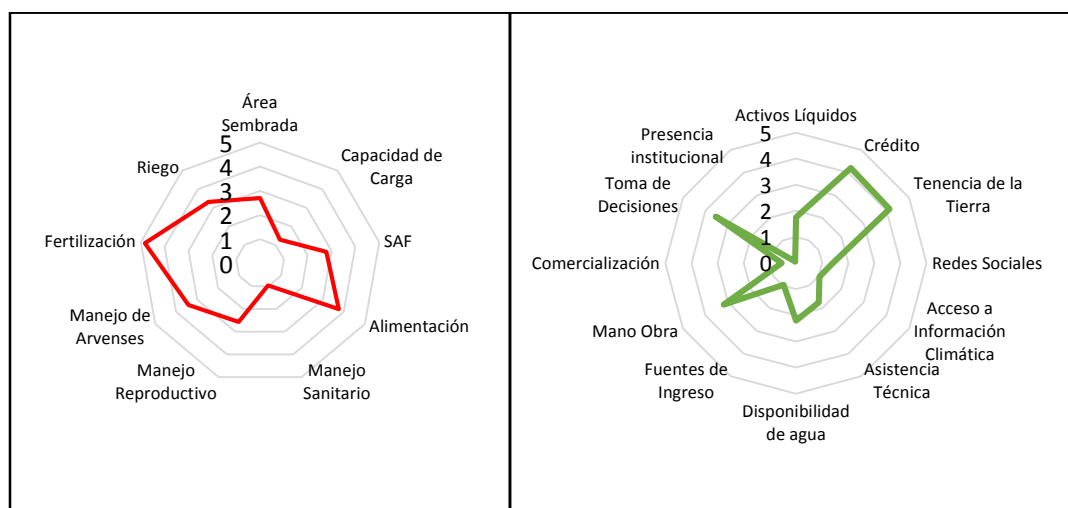 Área
Sembrada
Capacidad de
Carga
SAF
Alimentación
Manejo
Sanitario
Manejo
Reproductivo
Manejo de
Arvenses
Fertilización
Riego
5
4
3
2
1
0
Activos Líquidos
Crédito
Tenencia de la
Tierra
Redes Sociales
Acceso a
Información
Climática
Asistencia
Técnica
Disponibilidad
de agua
Fuentes de
Ingreso
Mano Obra
Comercialización
Toma de
Decisiones
Presencia
institucional
5
4
3
2
1
0